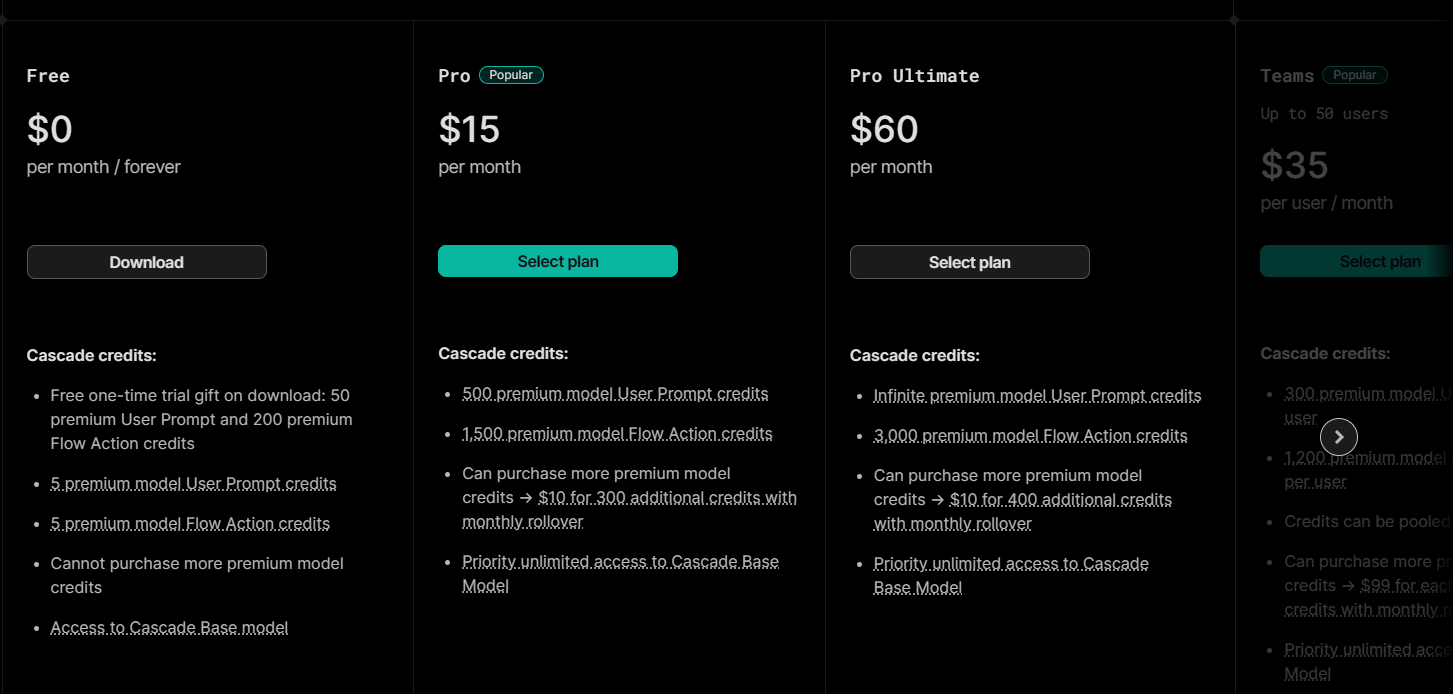 Free
$0
per month / forever
Download
Cascade credits:
Free one-time trial gift on download: 50
premium User Prompt and 200 premium
Flow Action credits
5 premium model User Prompt credits
5 premium model Flow Action credits
Cannot purchase more premium model
credits
Access to Cascade Base model
Pro Popular
$15
per month
Select plan
Cascade credits:
500 premium model User Prompt credits
1,500 premium model Flow Action credits
Can purchase more premium model
credits → $10 for 300 additional credits with
monthly rollover
Priority unlimited access to Cascade Base
Model
Pro Ultimate
$60
per month
Select plan
Cascade credits:
Infinite premium model User Prompt credits
3,000 premium model Flow Action credits
Can purchase more premium model
credits → $10 for 400 additional credits
with monthly rollover
Priority unlimited access to Cascade
Base Model
Teams Popular
Up to 50 users
$35
per user / month
Select plan
Cascade credits:
300 premium model
user
1,200 premium model
per user
Credits can be pooled
Can purchase more
credits → $99 for
credits with monthly
Priority unlimited
Model